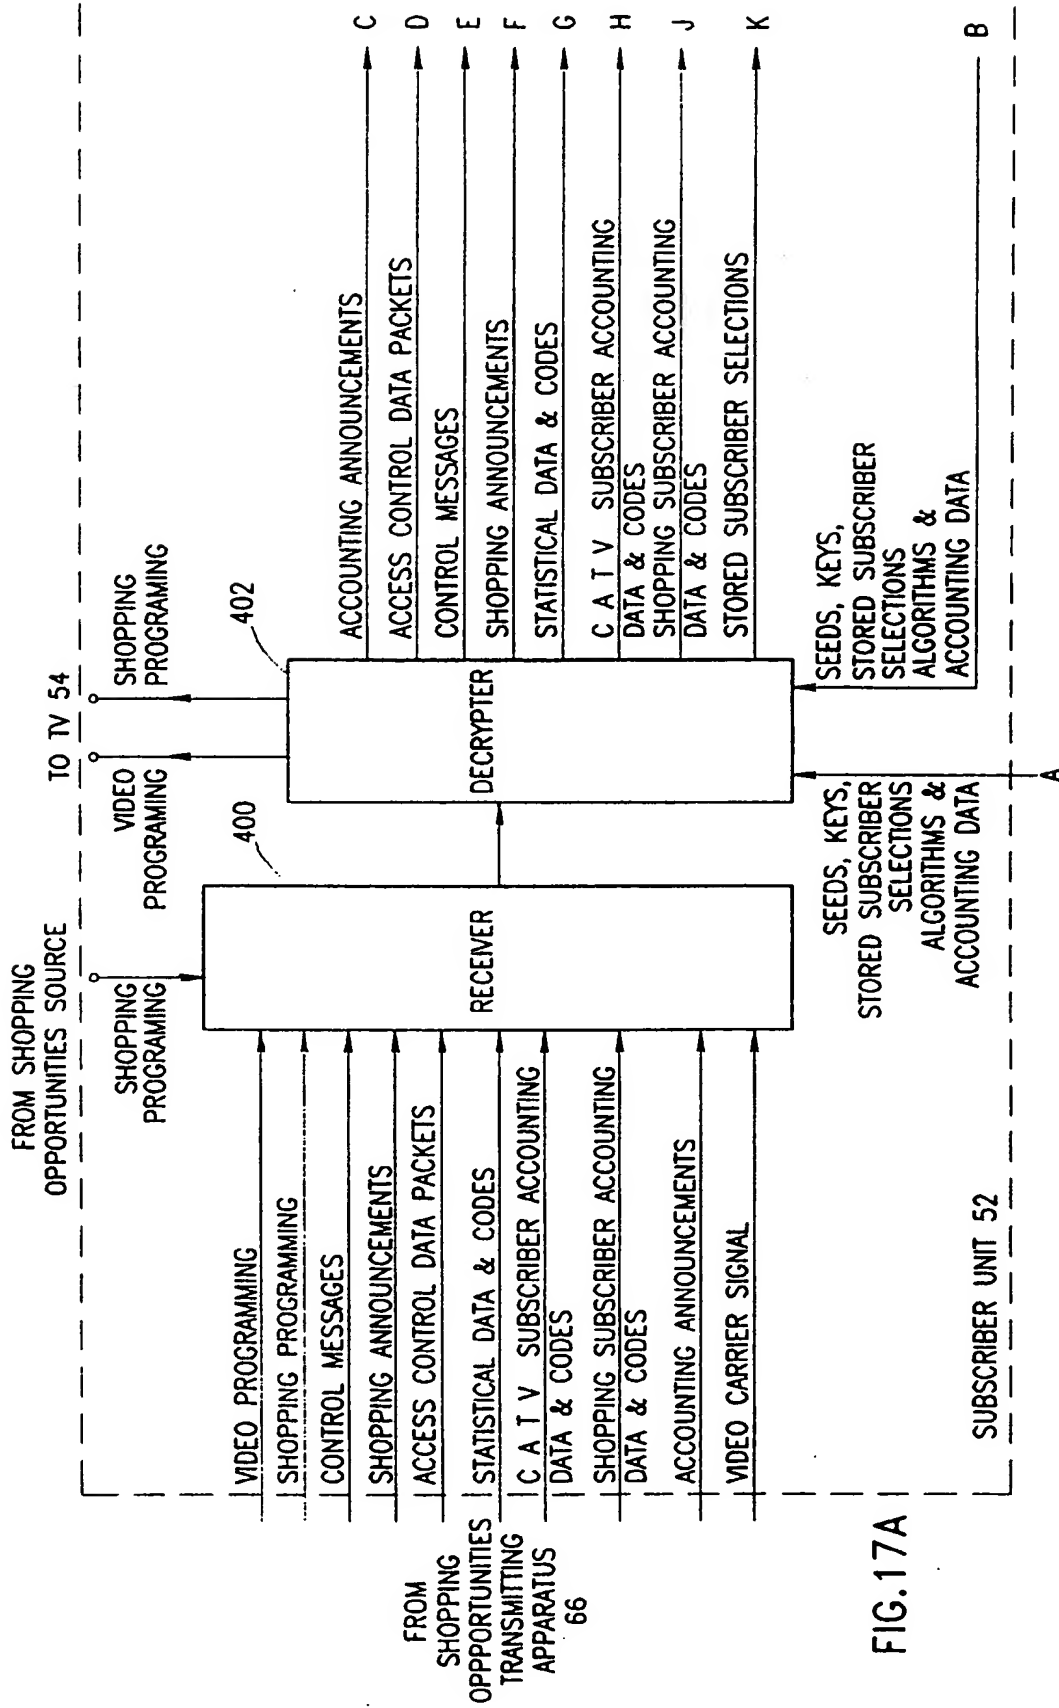 FROM SHOPPING
OPPORTUNITIES SOURCE
TO TV 54
SHOPPING
PROGRAMING
VIDEO
PROGRAMING
SHOPPING
PROGRAMING
400
402
VIDEO PROGRAMMING
SHOPPING PROGRAMMING
CONTROL MESSAGES
SHOPPING ANNOUNCEMENTS
ACCESS CONTROL DATA PACKETS
STATISTICAL DATA & CODES
C A T V SUBSCRIBER ACCOUNTING
DATA & CODES
SHOPPING SUBSCRIBER ACCOUNTING
DATA & CODES
ACCOUNTING ANNOUNCEMENTS
VIDEO CARRIER SIGNAL
FROM
SHOPPING
OPPPORTUNITIES
TRANSMITTING
APPARATUS
66
RECEIVER
DECRYPTER
ACCOUNTING ANNOUNCEMENTS
C
ACCESS CONTROL DATA PACKETS
D
CONTROL MESSAGES
E
SHOPPING ANNOUNCEMENTS
F
STATISTICAL DATA & CODES
G
C A T V SUBSCRIBER ACCOUNTING
DATA & CODES
H
SHOPPING SUBSCRIBER ACCOUNTING
DATA & CODES
J
STORED SUBSCRIBER SELECTIONS
K
SEEDS, KEYS,
STORED SUBSCRIBER
SELECTIONS
ALGORITHMS &
ACCOUNTING DATA
A
SEEDS, KEYS,
STORED SUBSCRIBER
SELECTIONS
ALGORITHMS &
ACCOUNTING DATA
B
SUBSCRIBER UNIT 52
FIG.17A